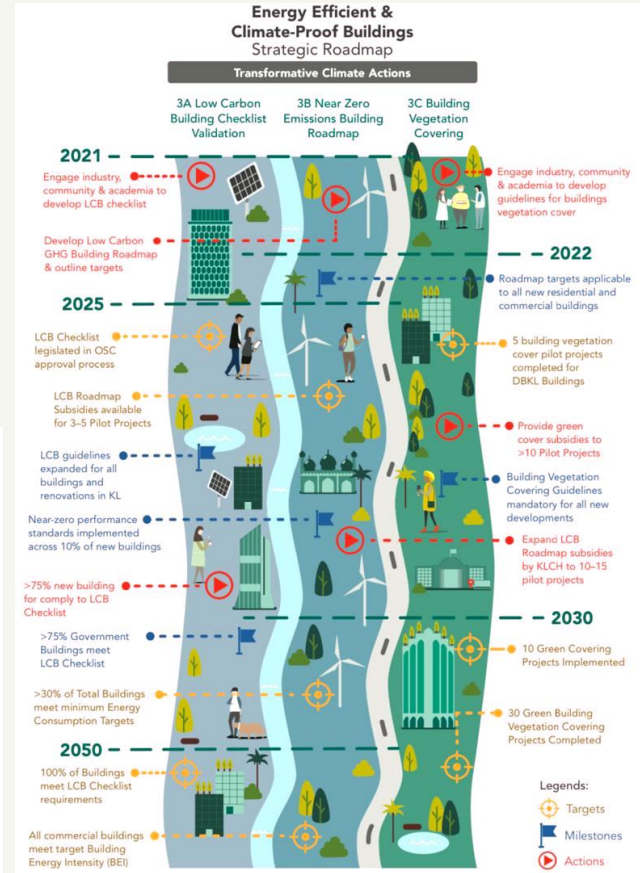 Energy Efficient &
Climate-Proof Buildings
Strategic Roadmap
Transformative Climate Actions
3A Low Carbon
Building Checklist
Validation
3B Near Zero
Emissions Building
Roadmap
3C Building
Vegetation
Covering
2021
Engage industry,
community & academia to
develop LCB checklist
Engage industry, community
& academia to develop
guidelines for buildings
vegetation cover
Develop Low Carbon
GHG Building Roadmap
& outline targets
2022
Roadmap targets applicable
to all new residential and
commercial buildings
2025
LCB Checklist
legislated in OSC
approval process
5 building vegetation
cover pilot projects
completed for
DBKL Buildings
LCB Roadmap
Subsidies available
for 3–5 Pilot Projects
Provide green
cover subsidies to
>10 Pilot Projects
LCB guidelines
expanded for all
buildings and
renovations in KL
Building Vegetation
Covering Guidelines
mandatory for all new
developments
Near-zero performance
standards implemented
across 10% of new buildings
Expand LCB
Roadmap subsidies
by KLCH to 10–15
pilot projects
>75% new building
for comply to LCB
Checklist
2030
>75% Government
Buildings meet
LCB Checklist
10 Green Covering
Projects Implemented
>30% of Total Buildings
meet minimum Energy
Consumption Targets
30 Green Building
Vegetation Covering
Projects Completed
2050
100% of Buildings
meet LCB Checklist
requirements
All commercial buildings
meet target Building
Energy Intensity (BEI)
Legends:
Targets
Milestones
Actions